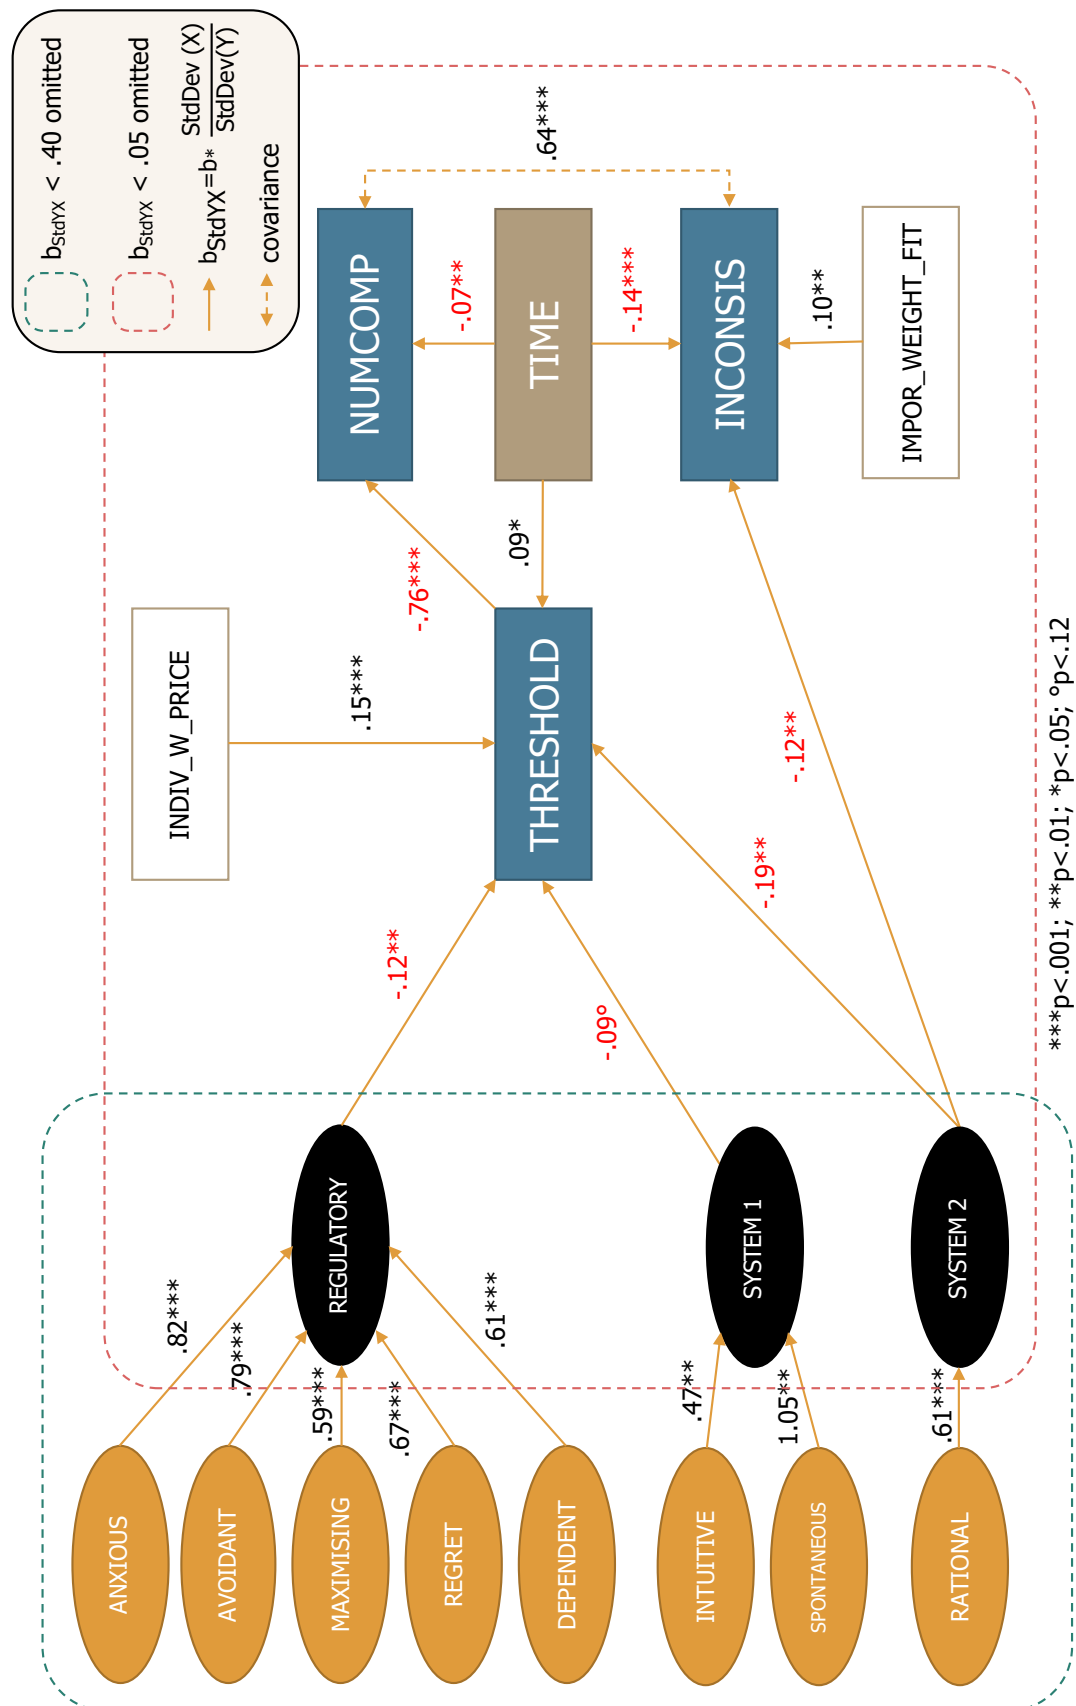 ANXIOUS
AVOIDANT
MAXIMISING
REGRET
DEPENDENT
INTUITIVE
SPONTANEOUS
RATIONAL
.82***
.79***
.59***
.67***
.61***
.47**
1.05**
.61***
REGULATORY
SYSTEM 1
SYSTEM 2
-.12**
-.09°
-.19**
-.12**
INDIV_W_PRICE
.15***
THRESHOLD
-.76***
.09*
NUMCOMP
-.07**
TIME
-.14***
INCONSIS
.10**
IMPOR_WEIGHT_FIT
.64***
bStdYX < .40 omitted
bStdYX < .05 omitted
bStdYX=b* StdDev (X)
StdDev(Y)
covariance
***p<.001; **p<.01; *p<.05; °p<.12